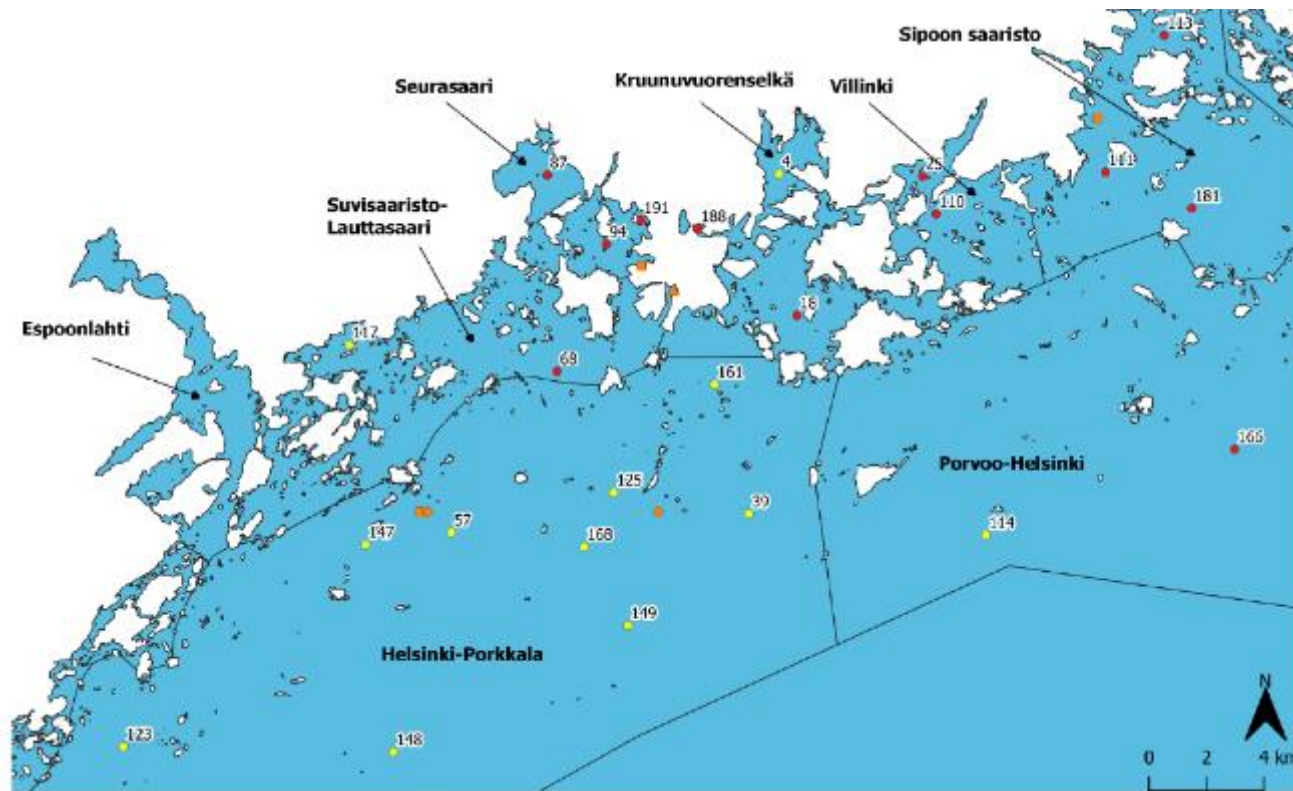 113
Sipoon saaristo
Kruunuvuorenselkä
Seurasaari
Villinki
87
4
25
111
Suvisaaristo-
Lauttasaari
191
188
110
181
94
Espoonlahti
18
117
68
161
166
Porvoo-Helsinki
125
39
57
114
147
168
149
Helsinki-Porkkala
N
123
148
0 2 4 km